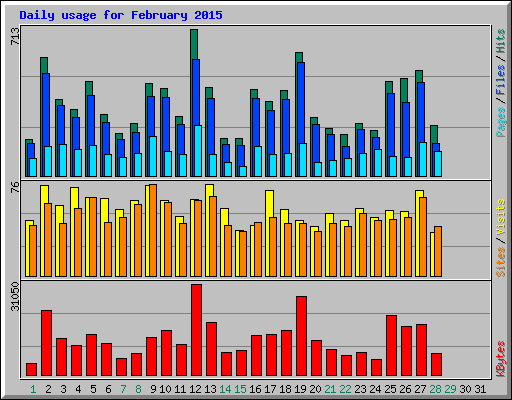 Daily usage for February 2015
713
Pages / Files / Hits
76
Sites / Visits
31050
KBytes
1 2 3 4 5 6 7 8 9 10 11 12 13 14 15 16 17 18 19 20 21 22 23 24 25 26 27 28 29 30 31